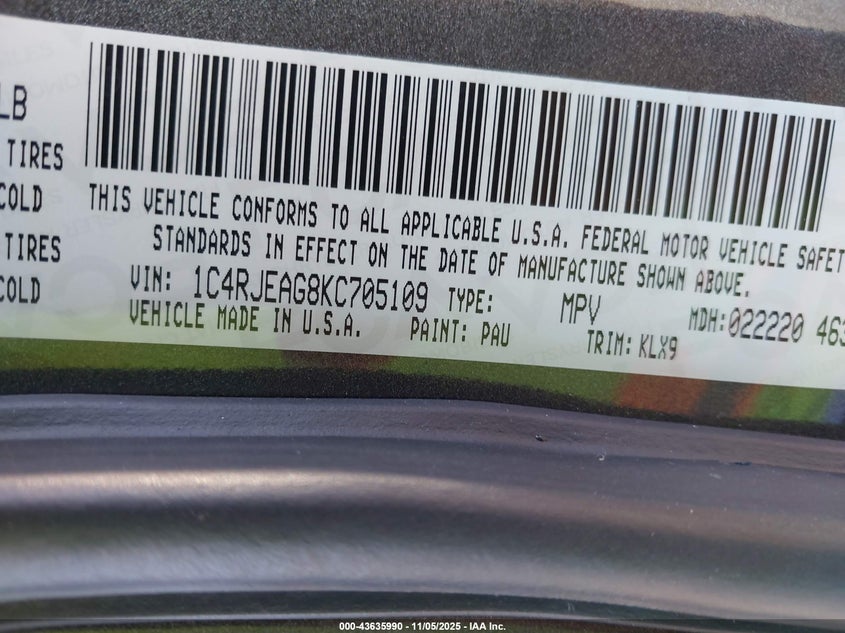 LB
TIRES
COLD
TIRES
COLD
THIS VEHICLE CONFORMS TO ALL APPLICABLE U.S.A. FEDERAL MOTOR VEHICLE SAFET
STANDARDS IN EFFECT ON THE DATE OF MANUFACTURE SHOWN ABOVE.
VIN: 1C4RJEAG8KC705109 TYPE: MPV MDH:022220 463
VEHICLE MADE IN U.S.A. PAINT: PAU TRIM: KLX9
000-43635990 - 11/05/2025 - IAA Inc.